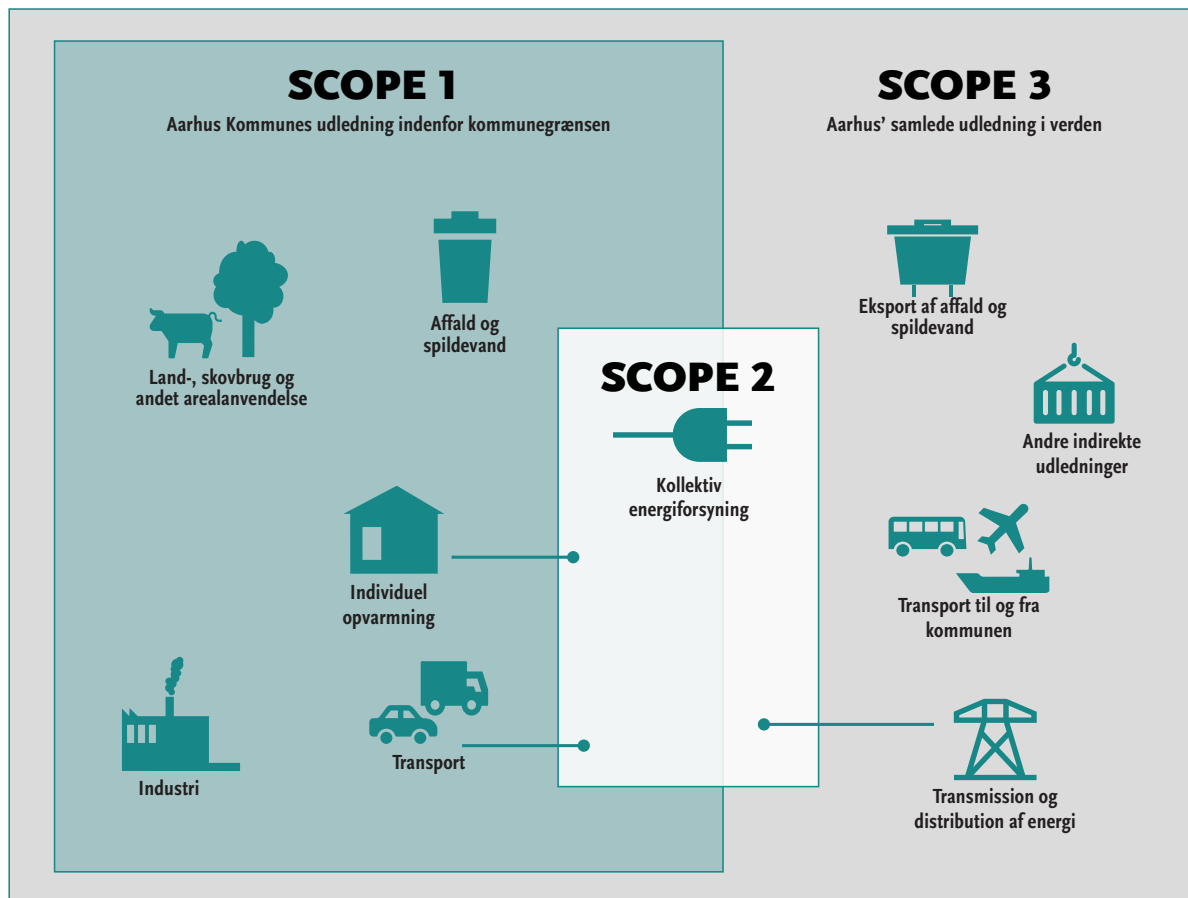 SCOPE 1
Aarhus Kommunes udledning indenfor kommunegrænsen
Land-, skovbrug og
andet arealanvendelse
Affald og
spildevand
Individuel
opvarmning
Industri
Transport
SCOPE 2
Kollektiv
energiforsyning
SCOPE 3
Aarhus’ samlede udledning i verden
Eksport af affald og
spildevand
Andre indirekte
udledninger
Transport til og fra
kommunen
Transmission og
distribution af energi